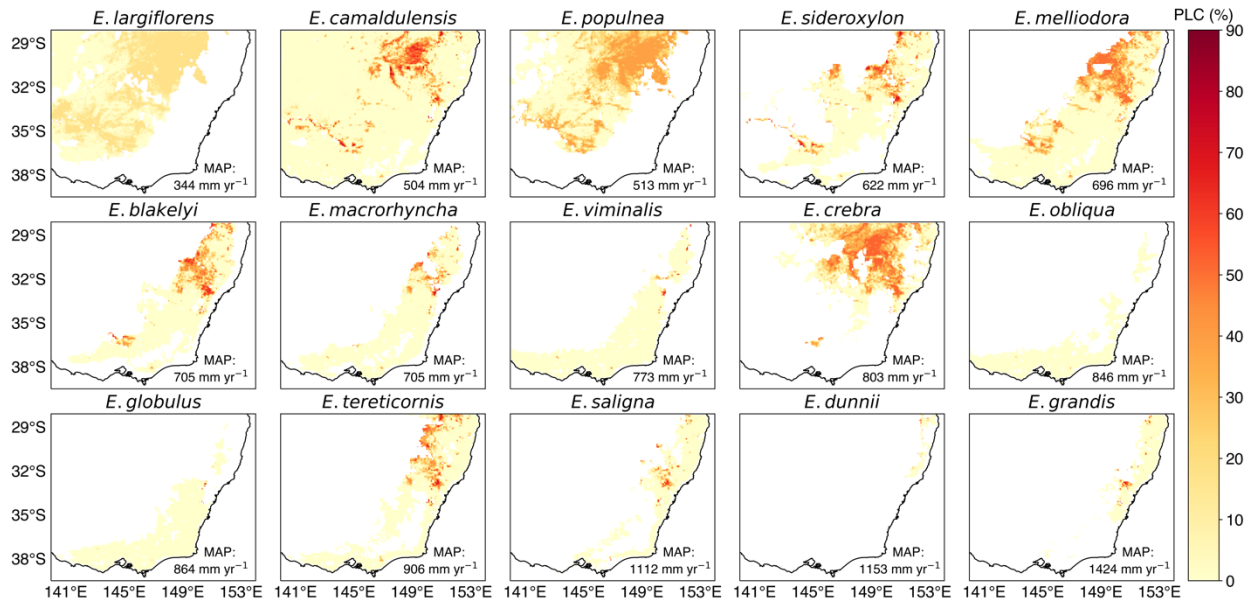 E. largiflorens E. camaldulensis E. populnea E. sideroxylon E. melliodora PLC (%)
29°S 90
32°S 80
35°S 70
38°S MAP: MAP: MAP: MAP: MAP:
344 mm yr⁻¹ 504 mm yr⁻¹ 513 mm yr⁻¹ 622 mm yr⁻¹ 696 mm yr⁻¹
E. blakelyi E. macrorhyncha E. viminalis E. crebra E. obliqua 60
29°S 50
32°S 40
35°S
38°S MAP: MAP: MAP: MAP: MAP:
705 mm yr⁻¹ 705 mm yr⁻¹ 773 mm yr⁻¹ 803 mm yr⁻¹ 846 mm yr⁻¹
E. globulus E. tereticornis E. saligna E. dunnii E. grandis 30
29°S
32°S 20
35°S 10
38°S MAP: MAP: MAP: MAP: MAP:
864 mm yr⁻¹ 906 mm yr⁻¹ 1112 mm yr⁻¹ 1153 mm yr⁻¹ 1424 mm yr⁻¹ 0
141°E 145°E 149°E 153°E 141°E 145°E 149°E 153°E 141°E 145°E 149°E 153°E 141°E 145°E 149°E 153°E 141°E 145°E 149°E 153°E